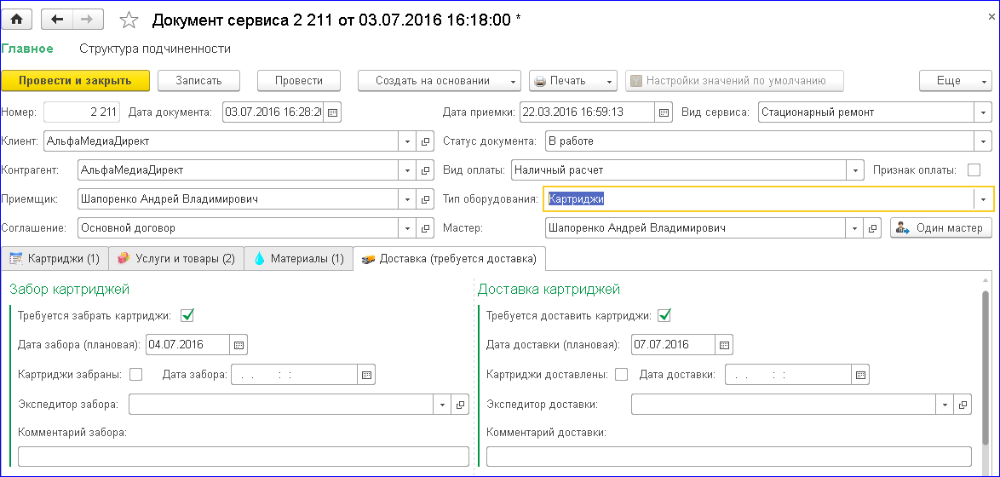 Документ сервиса 2 211 от 03.07.2016 16:18:00 *
Главное Структура подчиненности
Провести и закрыть Записать Провести Создать на основании Печать Настройки значений по умолчанию Еще
Номер: 2 211 Дата документа: 03.07.2016 16:28:2 Дата приемки: 22.03.2016 16:59:13 Вид сервиса: Стационарный ремонт
Клиент: АльфаМедиаДирект Статус документа: В работе
Контрагент: АльфаМедиаДирект Вид оплаты: Наличный расчет Признак оплаты:
Приемщик: Шапоренко Андрей Владимирович Тип оборудования: Картриджи
Соглашение: Основной договор Мастер: Шапоренко Андрей Владимирович Один мастер
Картриджи (1) Услуги и товары (2) Материалы (1) Доставка (требуется доставка)
Забор картриджей Доставка картриджей
Требуется забрать картриджи: Требуется доставить картриджи:
Дата забора (плановая): 04.07.2016 Дата доставки (плановая): 07.07.2016
Картриджи забраны: Дата забора: . . : : Картриджи доставлены: Дата доставки: . . : :
Экспедитор забора: Экспедитор доставки:
Комментарий забора: Комментарий доставки: